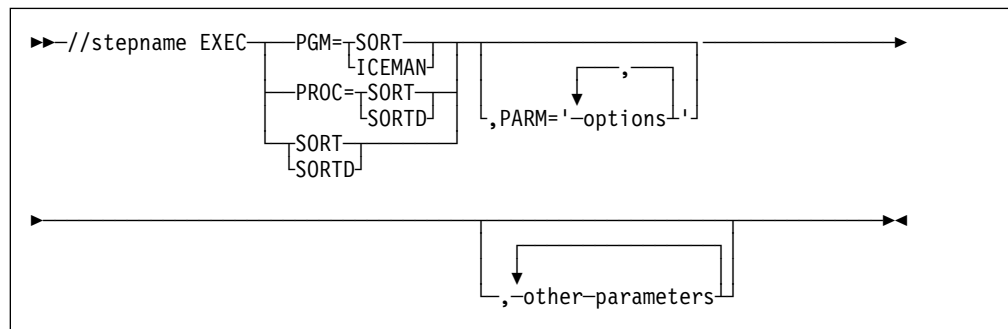 //stepname EXEC PGM= SORT
ICEMAN
,
PROC= SORT
SORTD
,PARM=' options '
SORT
SORTD
, other parameters